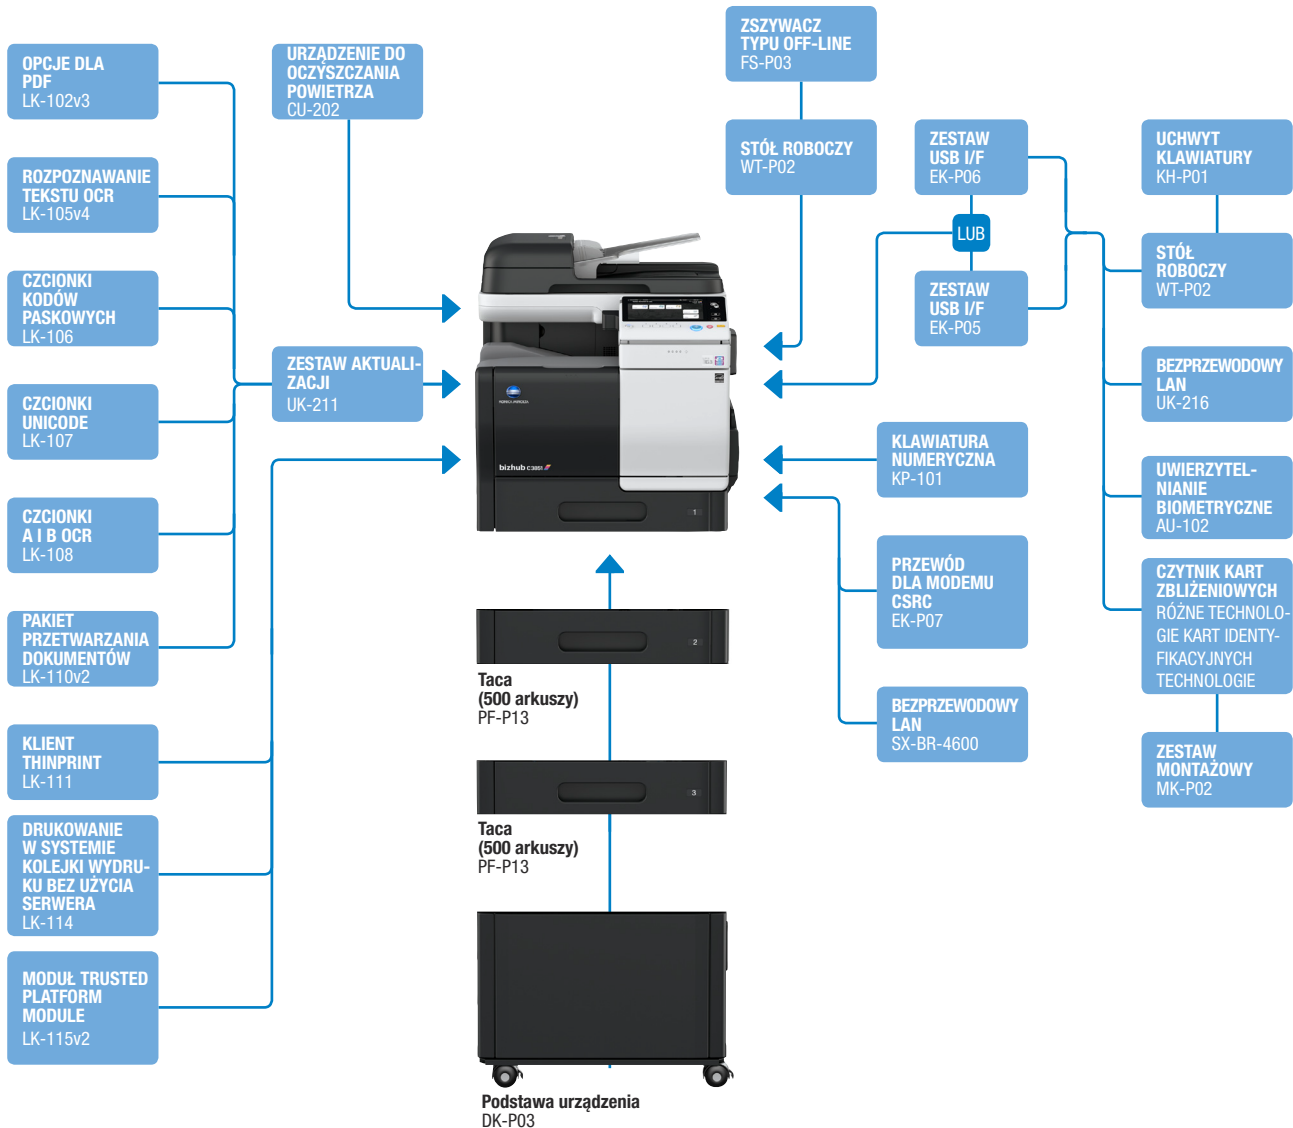 OPCJE DLA
PDF
LK-102v3
ROZPOZNAWANIE
TEKSTU OCR
LK-105v4
CZCIONKI
KODÓW
PASKOWYCH
LK-106
CZCIONKI
UNICODE
LK-107
CZCIONKI
A I B OCR
LK-108
PAKIET
PRZETWARZANIA
DOKUMENTÓW
LK-110v2
KLIENT
THINPRINT
LK-111
DRUKOWANIE
W SYSTEMIE
KOLEJKI WYDRU-
KU BEZ UŻYCIA
SERWERA
LK-114
MODUŁ TRUSTED
PLATFORM
MODULE
LK-115v2
URZĄDZENIE DO
OCZYSZCZANIA
POWIETRZA
CU-202
ZESTAW AKTUALI-
ZACJI
UK-211
KONICA MINOLTA
bizhub C3851
1
2
Taca
(500 arkuszy)
PF-P13
3
Taca
(500 arkuszy)
PF-P13
Podstawa urządzenia
DK-P03
ZSZYWACZ
TYPU OFF-LINE
FS-P03
STÓŁ ROBOCZY
WT-P02
ZESTAW
USB I/F
EK-P06
LUB
ZESTAW
USB I/F
EK-P05
KLAWIATURA
NUMERYCZNA
KP-101
PRZEWÓD
DLA MODEMU
CSRC
EK-P07
BEZPRZEWODOWY
LAN
SX-BR-4600
UCHWYT
KLAWIATURY
KH-P01
STÓŁ
ROBOCZY
WT-P02
BEZPRZEWODOWY
LAN
UK-216
UWIERZYTEL-
NIANIE
BIOMETRYCZNE
AU-102
CZYTNIK KART
ZBLIŻENIOWYCH
RÓŻNE TECHNOLO-
GIE KART IDENTY-
FIKACYJNYCH
TECHNOLOGIE
ZESTAW
MONTAŻOWY
MK-P02